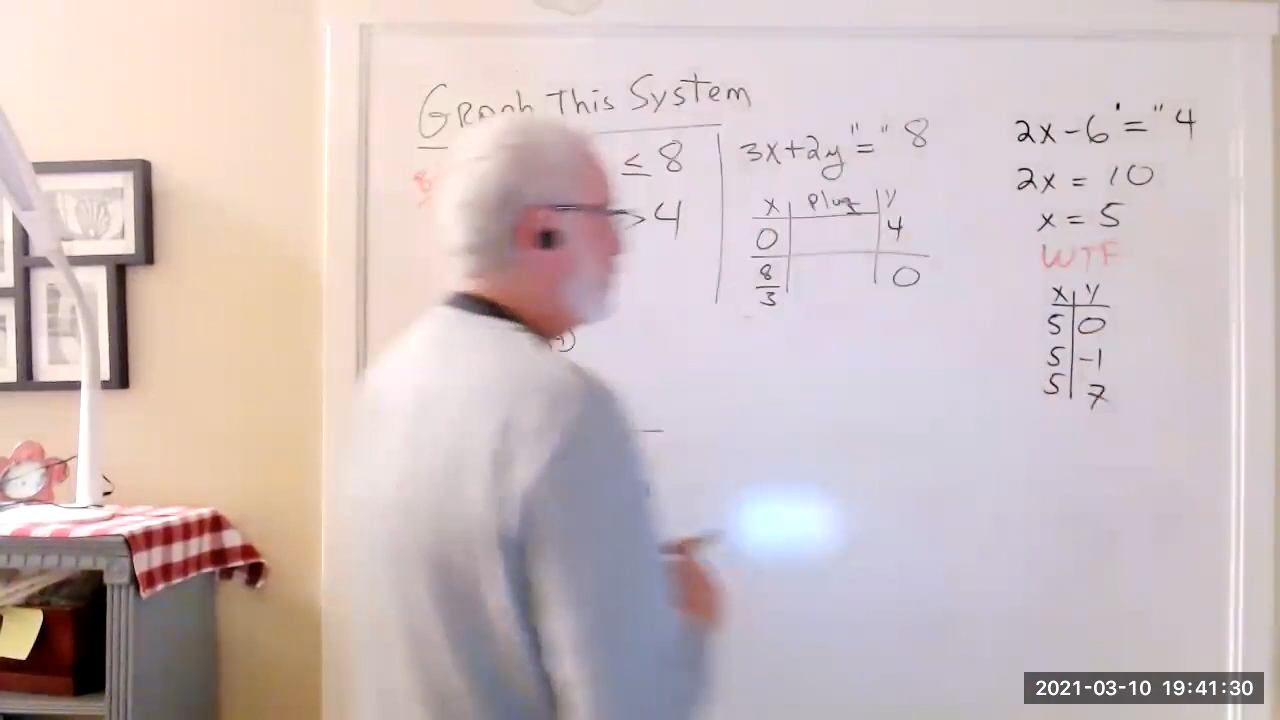 Graph This System
≤ 8
> 4
3x+2y "=" 8
x | plug | y
0 | | 4
8/3 | | 0
2x - 6 '=" 4
2x = 10
x = 5
WTF
x | y
5 | 0
5 | -1
5 | 7
2021-03-10 19:41:30